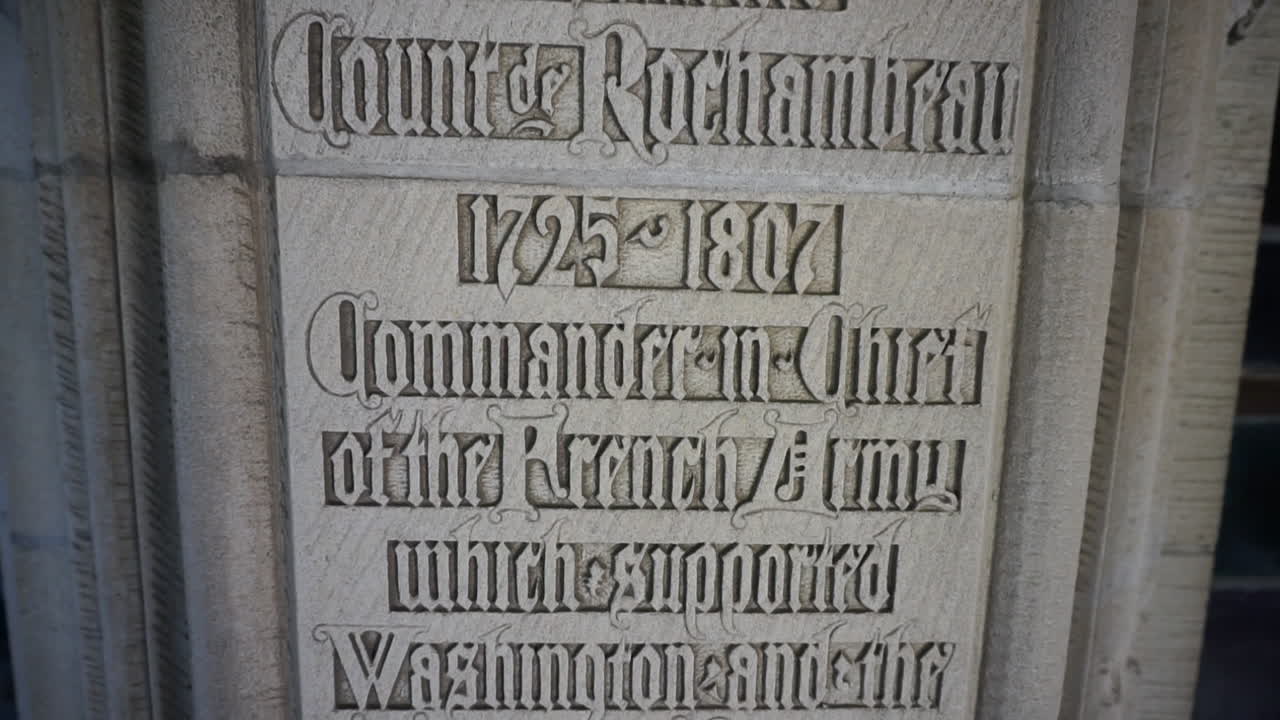 Count de Rochambeau
1725 - 1807
Commander-in-Chief
of the French Army
which supported
Washington and the